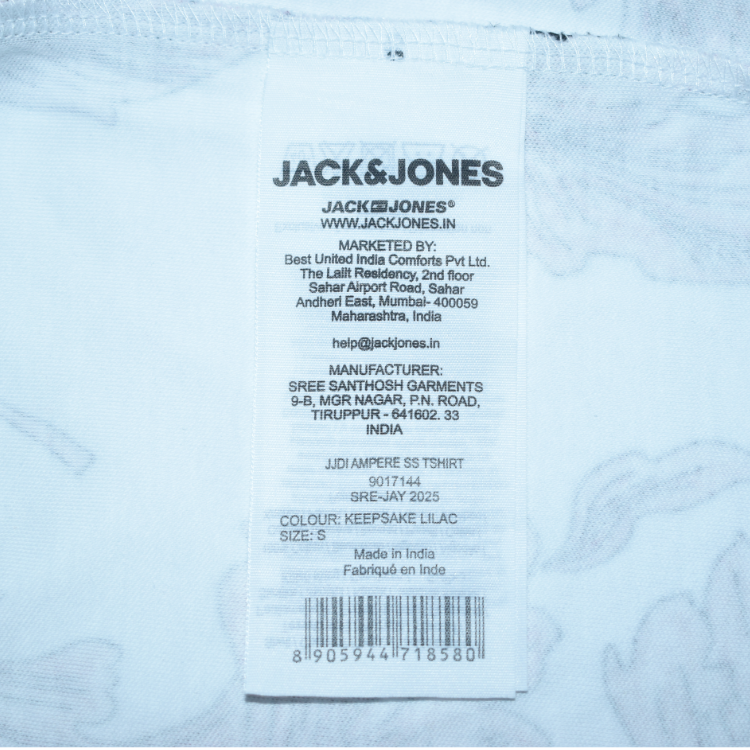 JACK&JONES
JACK JONES®
WWW.JACKJONES.IN
MARKETED BY:
Best United India Comforts Pvt Ltd.
The Lalit Residency, 2nd floor
Sahar Airport Road, Sahar
Andheri East, Mumbai- 400059
Maharashtra, India
help@jackjones.in
MANUFACTURER:
SREE SANTHOSH GARMENTS
9-B, MGR NAGAR, P.N. ROAD,
TIRUPPUR - 641602. 33
INDIA
JJDI AMPERE SS TSHIRT
9017144
SRE-JAY 2025
COLOUR: KEEPSAKE LILAC
SIZE: S
Made in India
Fabriqué en Inde
8 905944 718580